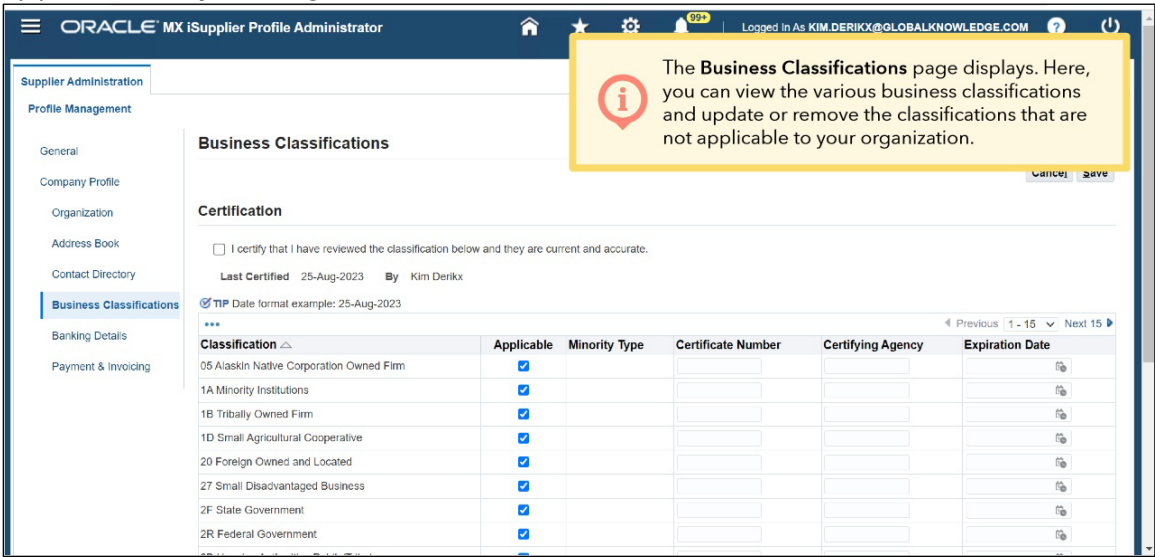 ORACLE MX iSupplier Profile Administrator
99+
Logged In As KIM.DERIKX@GLOBALKNOWLEDGE.COM
?
The Business Classifications page displays. Here,
you can view the various business classifications
and update or remove the classifications that are
not applicable to your organization.
Supplier Administration
Profile Management
General
Company Profile
Organization
Address Book
Contact Directory
Business Classifications
Banking Details
Payment & Invoicing
Business Classifications
Cancel Save
Certification
I certify that I have reviewed the classification below and they are current and accurate.
Last Certified 25-Aug-2023 By Kim Derikx
TIP Date format example: 25-Aug-2023
Previous 1 - 15 Next 15
Classification Applicable Minority Type Certificate Number Certifying Agency Expiration Date
05 Alaskin Native Corporation Owned Firm
1A Minority Institutions
1B Tribally Owned Firm
1D Small Agricultural Cooperative
20 Foreign Owned and Located
27 Small Disadvantaged Business
2F State Government
2R Federal Government